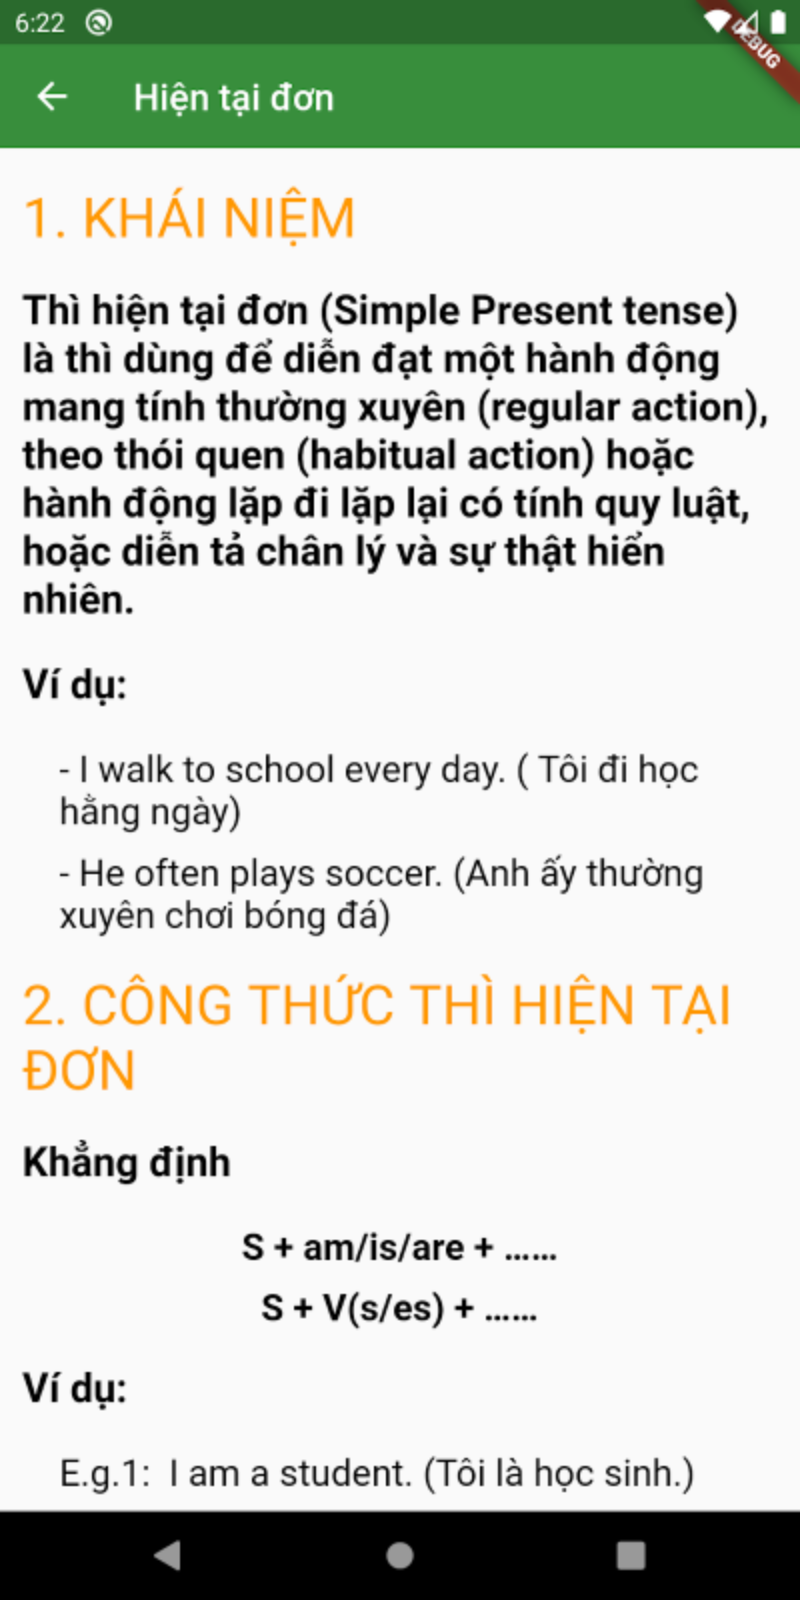 6:22
DEBUG
Hiện tại đơn
1. KHÁI NIỆM
Thì hiện tại đơn (Simple Present tense)
là thì dùng để diễn đạt một hành động
mang tính thường xuyên (regular action),
theo thói quen (habitual action) hoặc
hành động lặp đi lặp lại có tính quy luật,
hoặc diễn tả chân lý và sự thật hiển
nhiên.
Ví dụ:
- I walk to school every day. ( Tôi đi học
hằng ngày)
- He often plays soccer. (Anh ấy thường
xuyên chơi bóng đá)
2. CÔNG THỨC THÌ HIỆN TẠI
ĐƠN
Khẳng định
S + am/is/are + ......
S + V(s/es) + ......
Ví dụ:
E.g.1:  I am a student. (Tôi là học sinh.)